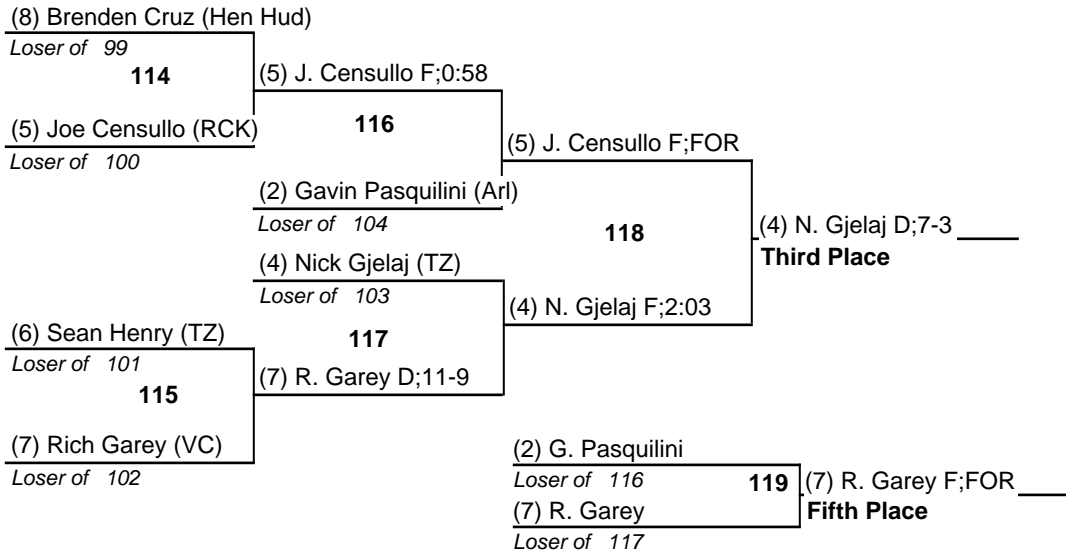 (8) Brenden Cruz (Hen Hud)
Loser of 99
114
(5) J. Censullo F;0:58
(5) Joe Censullo (RCK)
Loser of 100
116
(5) J. Censullo F;FOR
(2) Gavin Pasquilini (Arl)
Loser of 104
118
(4) N. Gjelaj D;7-3
Third Place
(4) Nick Gjelaj (TZ)
Loser of 103
(4) N. Gjelaj F;2:03
(6) Sean Henry (TZ)
Loser of 101
117
115
(7) R. Garey D;11-9
(7) Rich Garey (VC)
Loser of 102
(2) G. Pasquilini
Loser of 116
119
(7) R. Garey F;FOR
(7) R. Garey
Fifth Place
Loser of 117